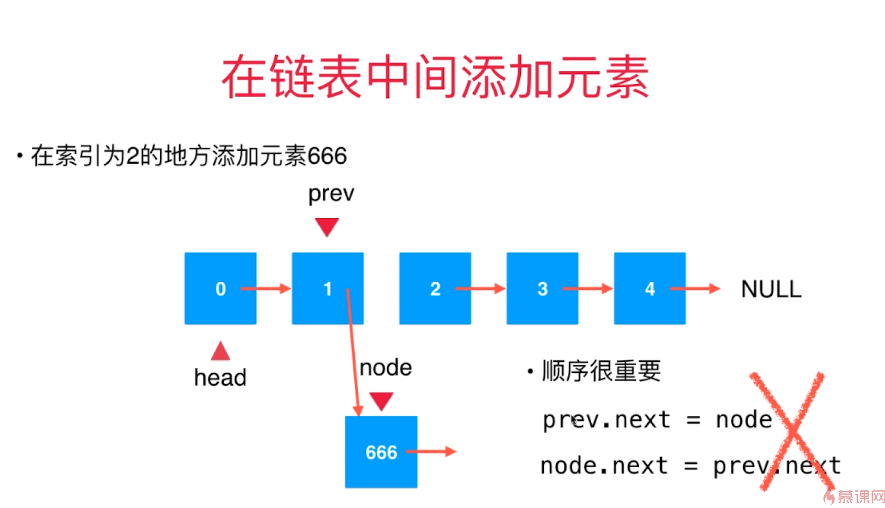 在链表中间添加元素
• 在索引为2的地方添加元素666
prev
0 1 2 3 4 NULL
head
node
666
• 顺序很重要
prev.next = node
node.next = prev.next
慕课网